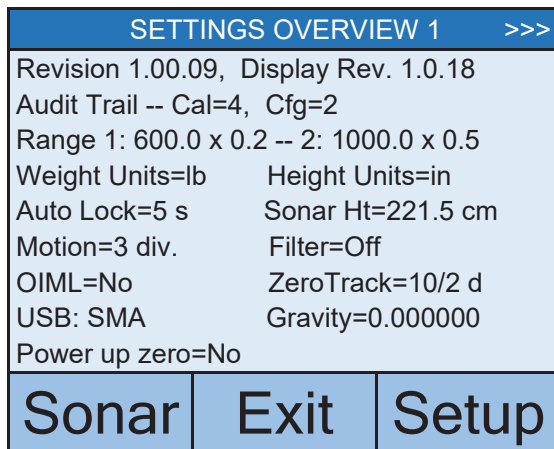 SETTINGS OVERVIEW 1 >>>
Revision 1.00.09, Display Rev. 1.0.18
Audit Trail -- Cal=4, Cfg=2
Range 1: 600.0 x 0.2 -- 2: 1000.0 x 0.5
Weight Units=lb Height Units=in
Auto Lock=5 s Sonar Ht=221.5 cm
Motion=3 div. Filter=Off
OIML=No ZeroTrack=10/2 d
USB: SMA Gravity=0.000000
Power up zero=No
Sonar Exit Setup